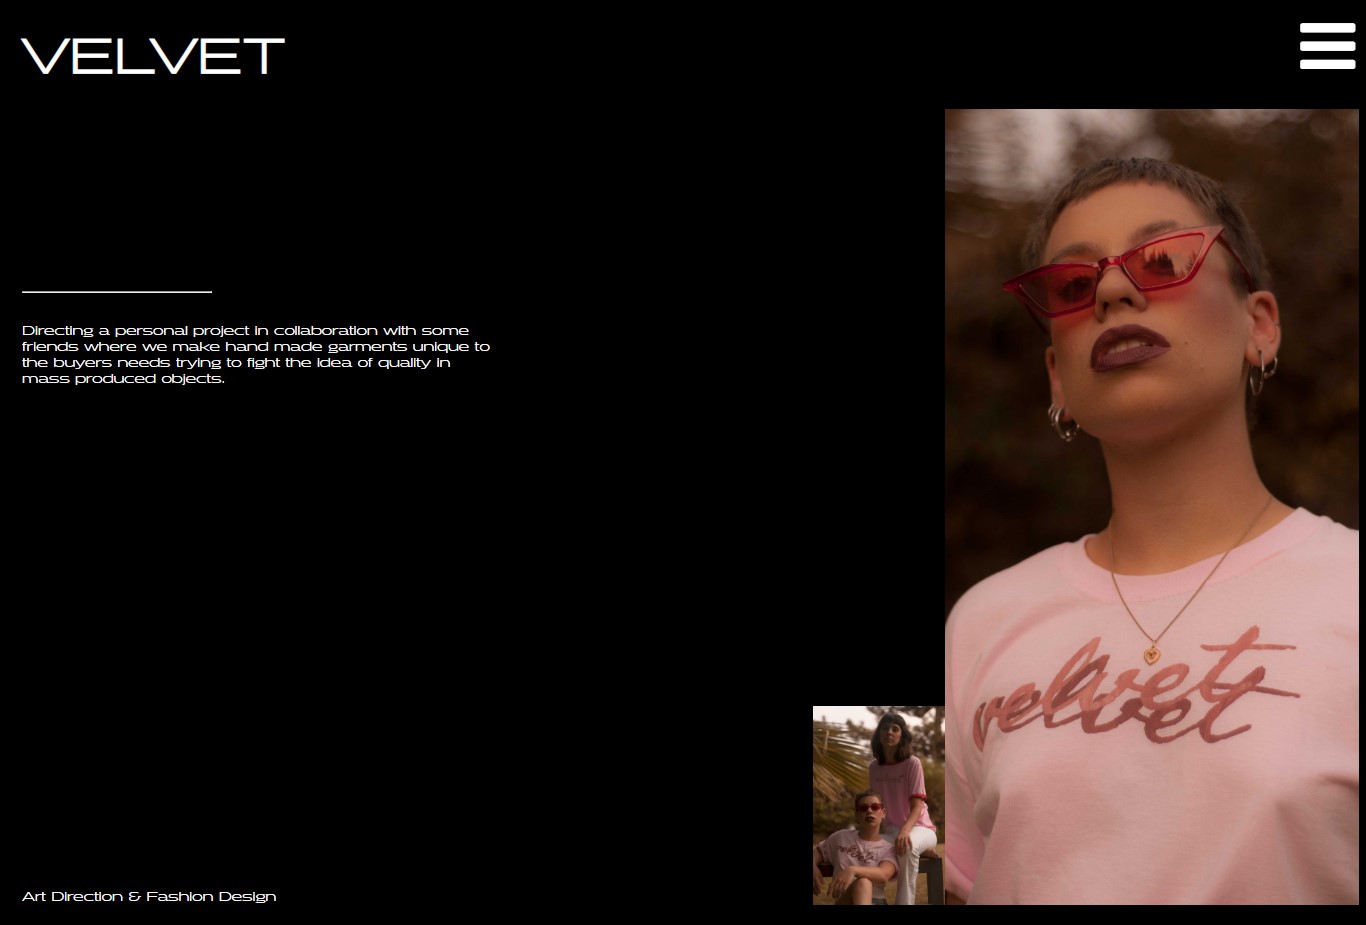 VELVET
Directing a personal project in collaboration with some
friends where we make hand made garments unique to
the buyers needs trying to fight the idea of quality in
mass produced objects.
velvet
velvet
velvet
Art Direction & Fashion Design